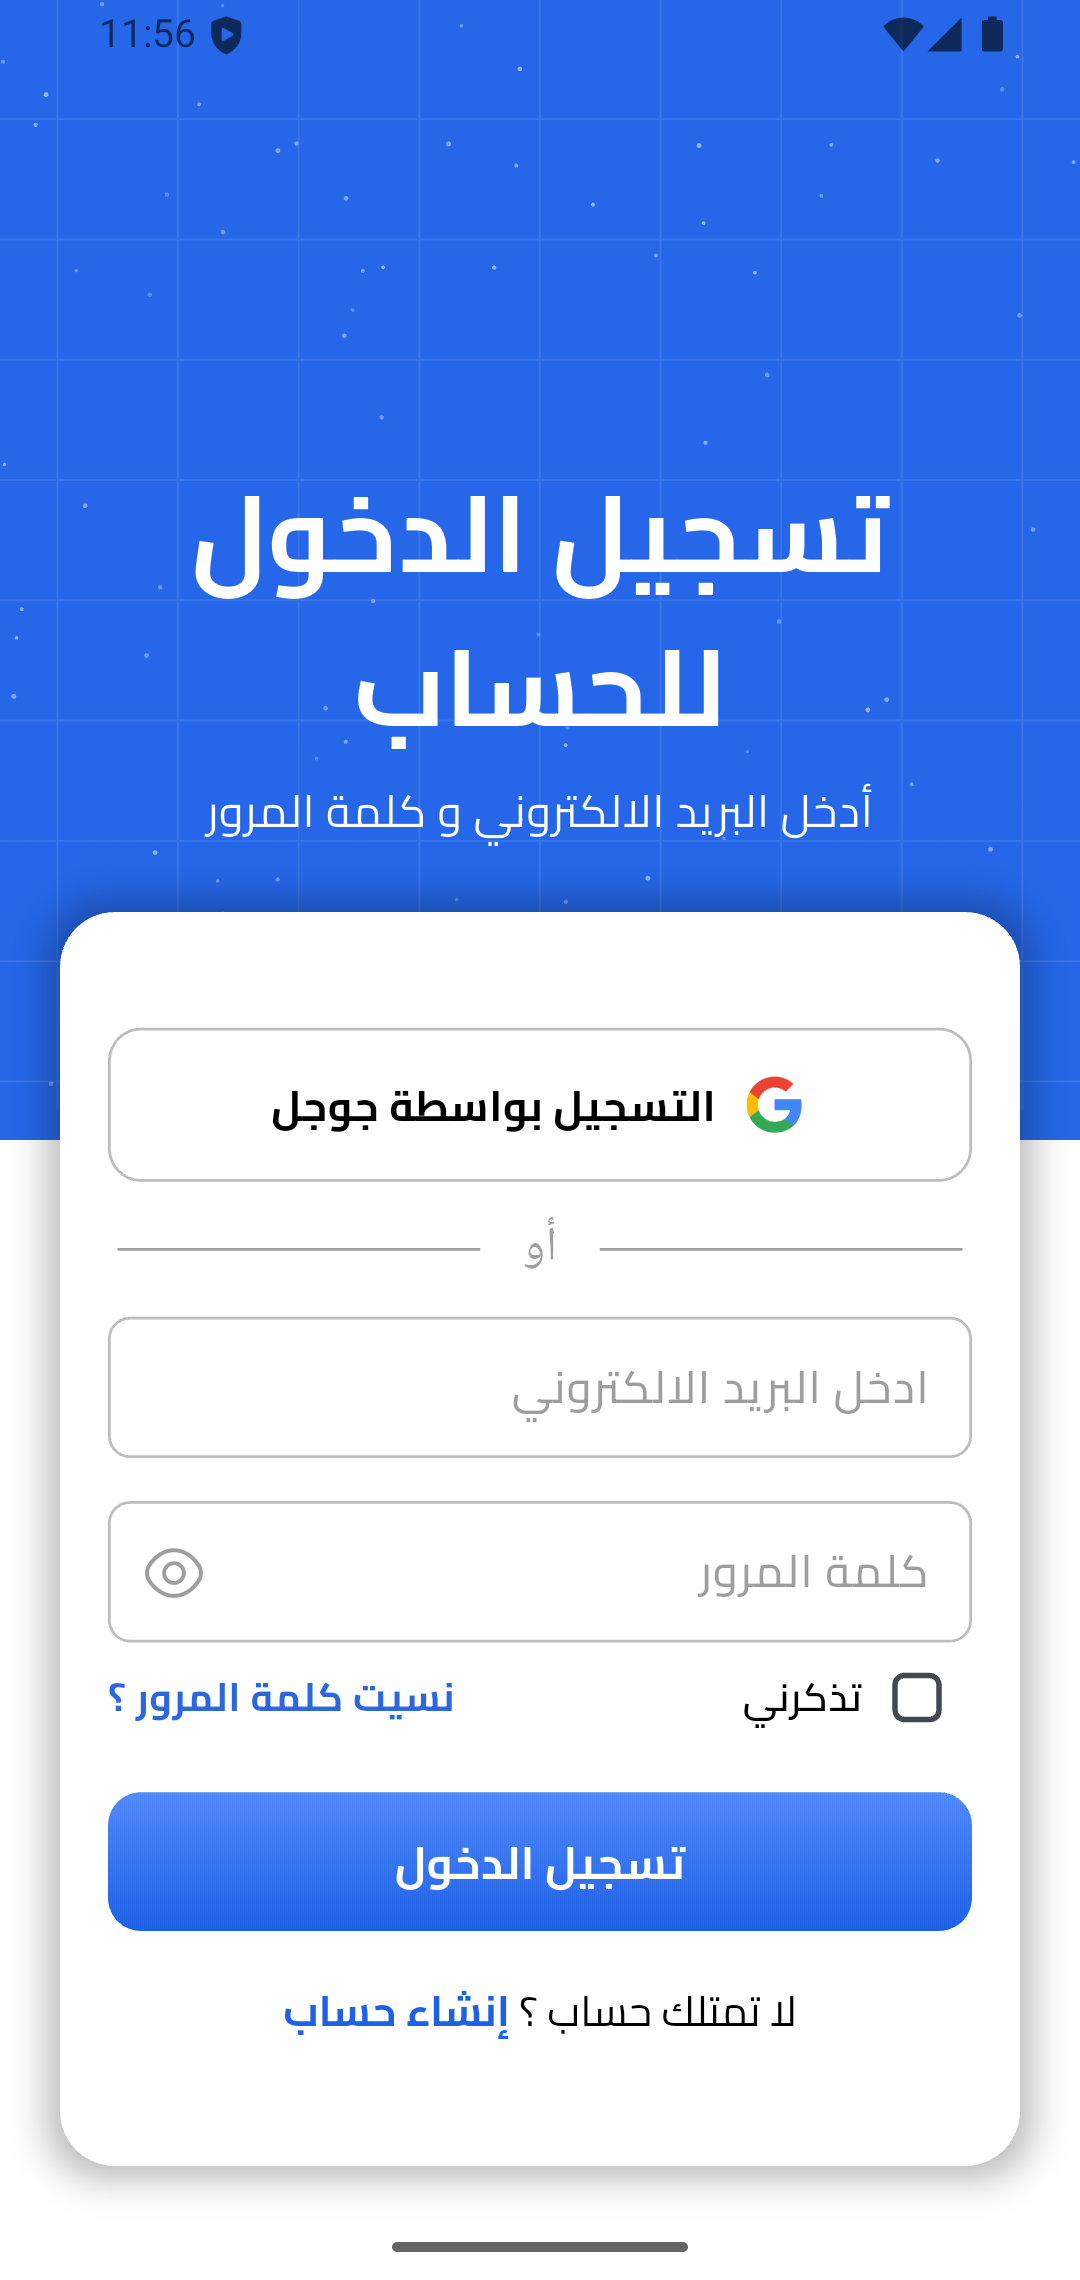 11:56
تسجيل الدخول
للحساب
أدخل البريد الالكتروني و كلمة المرور
التسجيل بواسطة جوجل
أو
ادخل البريد الالكتروني
كلمة المرور
تذكرني
نسيت كلمة المرور ؟
تسجيل الدخول
لا تمتلك حساب ؟ إنشاء حساب